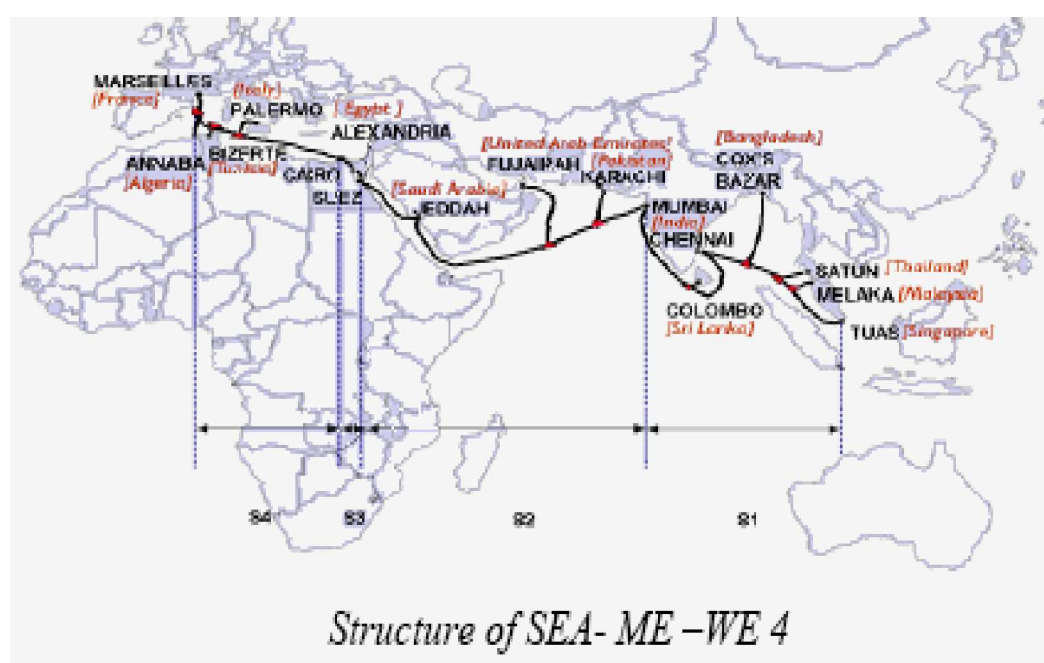 MARSEILLES
[France]
[Italy]
PALERMO
[Egypt ]
ALEXANDRIA
ANNABA
[Algeria]
BIZERTE
[Tunisia]
CAIRO
SUEZ
[Saudi Arabia]
JEDDAH
[United Arab Emirates]
FUJAIRAH
[Pakistan]
KARACHI
[Bangladesh]
COX'S
BAZAR
MUMBAI
[India]
CHENNAI
COLOMBO
[Sri Lanka]
SATUN [Thailand]
MELAKA [Malaysia]
TUAS [Singapore]
S4
S3
S2
S1
Structure of SEA- ME –WE 4